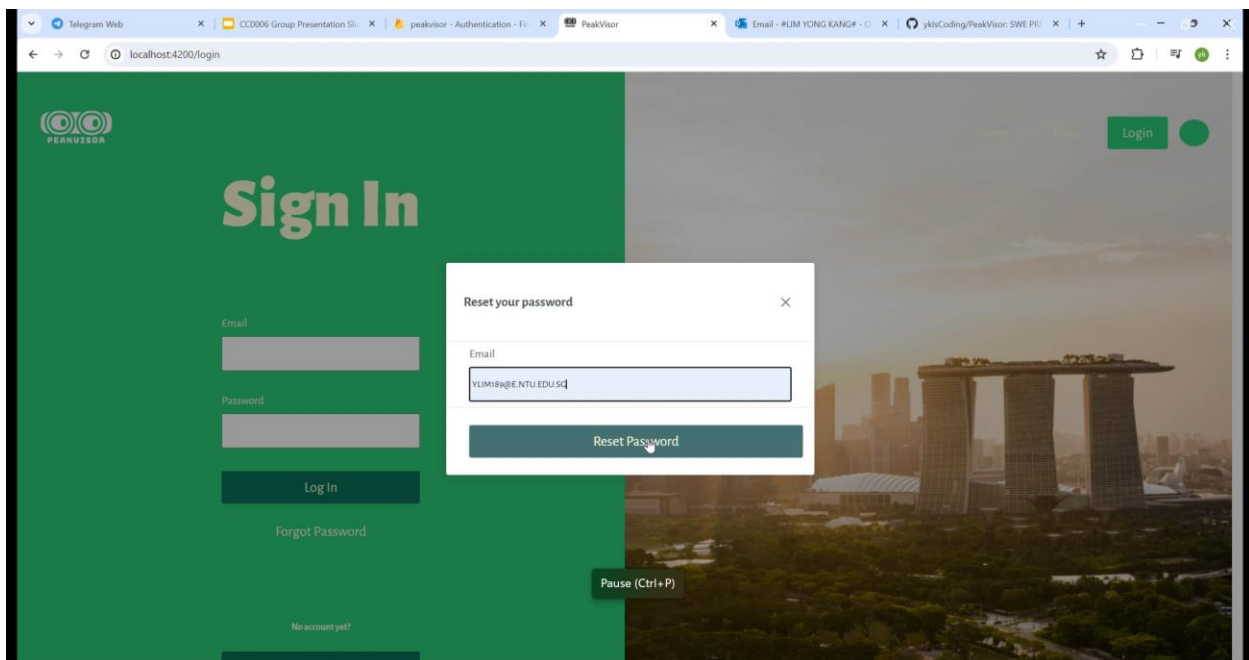 Telegram Web
CC0006 Group Presentation Sli
peakvisor - Authentication - Fi
PeakVisor
Email - #LIM YONG KANG# - O
yklsCoding/PeakVisor: SWE PR
localhost:4200/login
yk
PEAKVISOR
Login
Sign In
Reset your password
Email
Email
YLIM189@E.NTU.EDU.SG
Password
Reset Password
Log In
Forgot Password
Pause (Ctrl+P)
No account yet?